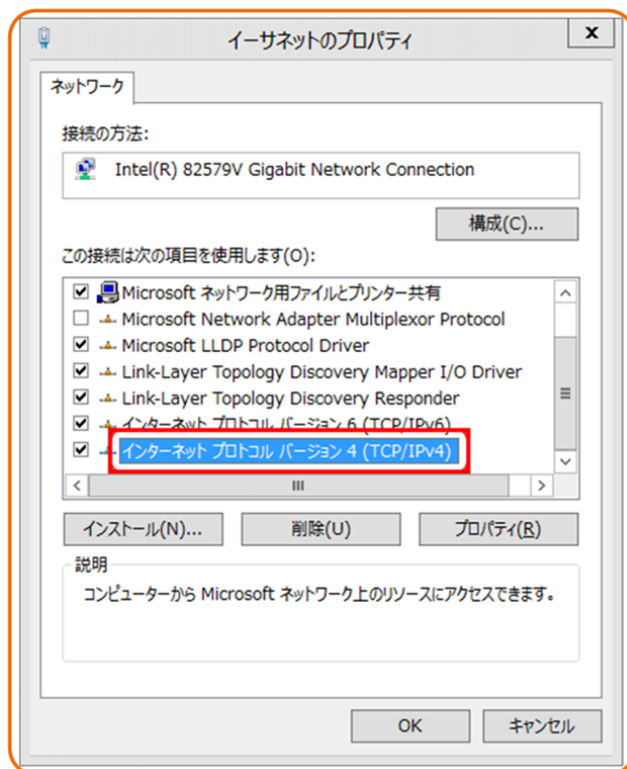 イーサネットのプロパティ
x
ネットワーク
接続の方法:
Intel(R) 82579V Gigabit Network Connection
構成(C)...
この接続は次の項目を使用します(O):
Microsoft ネットワーク用ファイルとプリンター共有
Microsoft Network Adapter Multiplexor Protocol
Microsoft LLDP Protocol Driver
Link-Layer Topology Discovery Mapper I/O Driver
Link-Layer Topology Discovery Responder
インターネット プロトコル バージョン 6 (TCP/IPv6)
インターネット プロトコル バージョン 4 (TCP/IPv4)
インストール(N)...
削除(U)
プロパティ(R)
説明
コンピューターから Microsoft ネットワーク上のリソースにアクセスできます。
OK
キャンセル